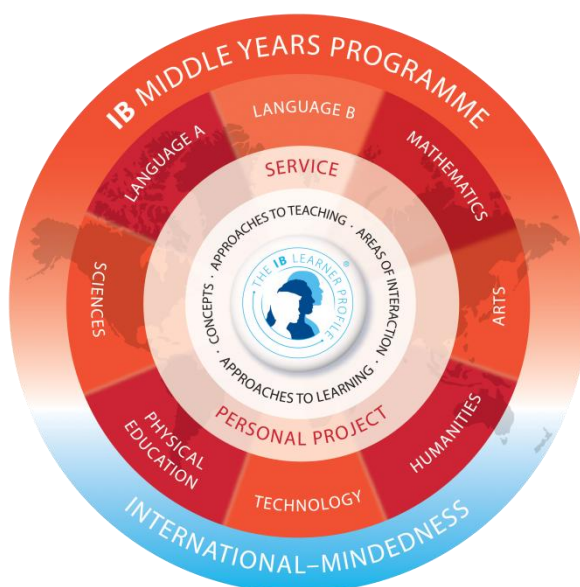 IB MIDDLE YEARS PROGRAMME
LANGUAGE B
LANGUAGE A
MATHEMATICS
SCIENCES
ARTS
PHYSICAL
EDUCATION
HUMANITIES
TECHNOLOGY
SERVICE
PERSONAL PROJECT
CONCEPTS · APPROACHES TO TEACHING · AREAS OF INTERACTION · APPROACHES TO LEARNING ·
THE IB LEARNER PROFILE ®
INTERNATIONAL–MINDEDNESS